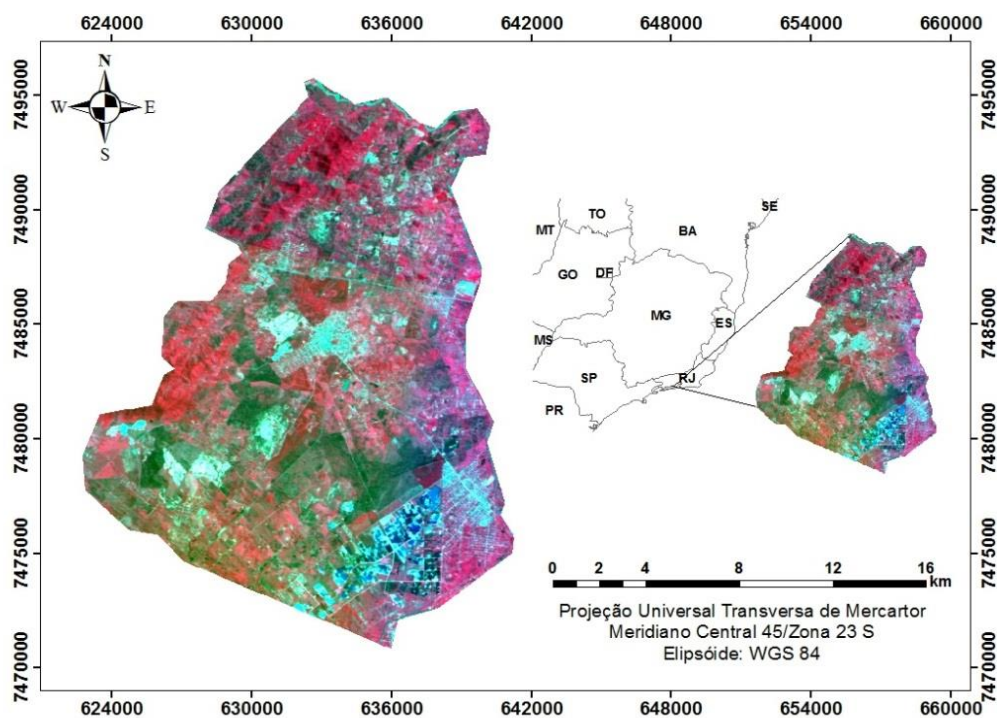 624000 630000 636000 642000 648000 654000 660000
7495000 7495000
N
W E
S
7490000 7490000
SE
TO
MT BA
GO DF
7485000 7485000
MG ES
MS
SP RJ
PR
7480000 7480000
7475000 7475000
0 1 2 4 8 12 16
km
Projeção Universal Transversa de Mercartor
Meridiano Central 45/Zona 23 S
Elipsóide: WGS 84
7470000 7470000
624000 630000 636000 642000 648000 654000 660000